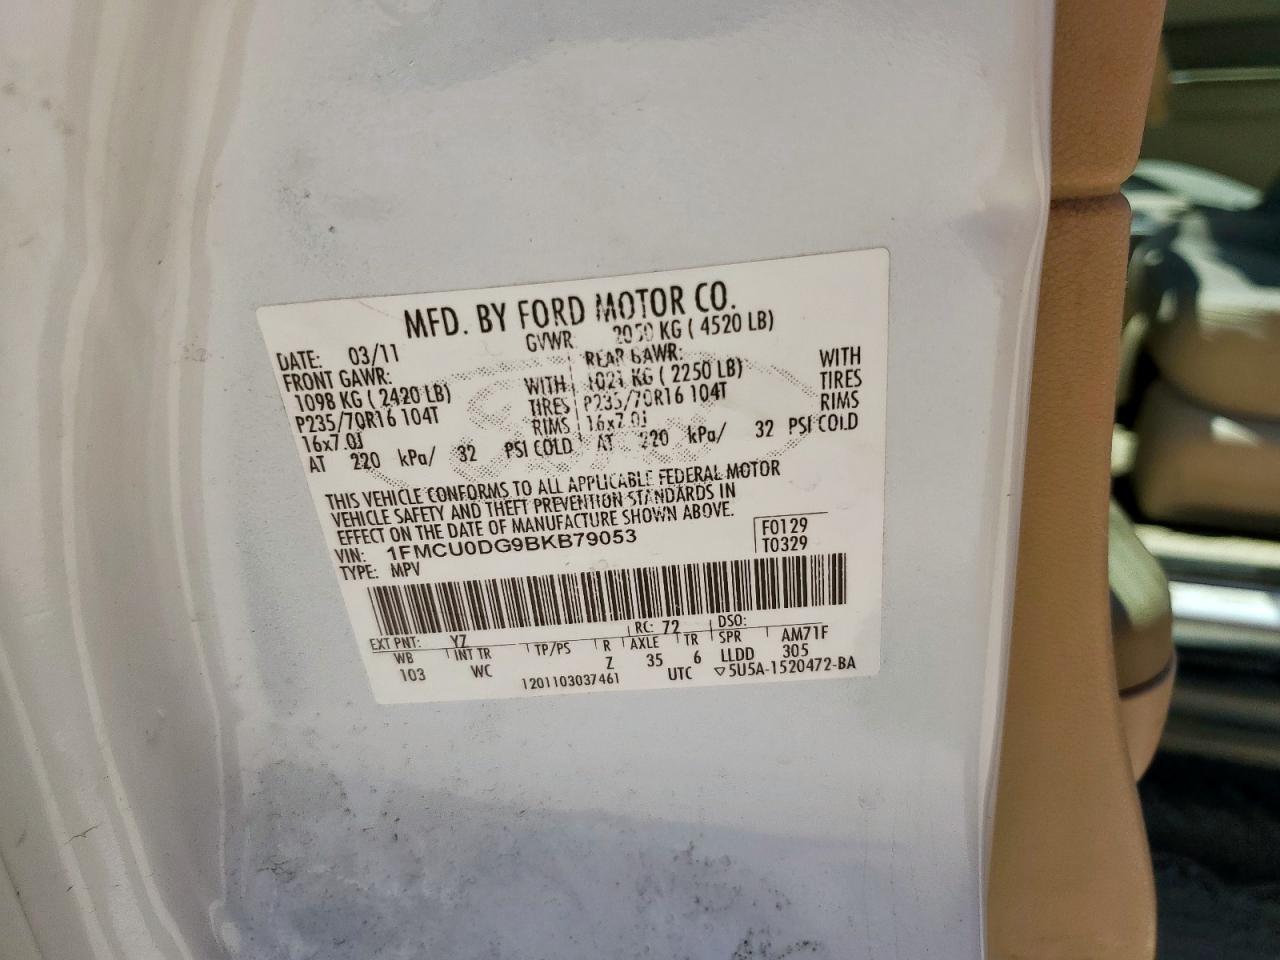 MFD. BY FORD MOTOR CO.
DATE: 03/11 GVWR 2050 KG ( 4520 LB)
FRONT GAWR: REAR GAWR:
1098 KG ( 2420 LB) WITH 1021 KG ( 2250 LB) WITH
P235/70R16 104T TIRES P235/70R16 104T TIRES
16x7.0J RIMS 16x7.0J RIMS
AT 220 kPa/ 32 PSI COLD AT 220 kPa/ 32 PSI COLD
THIS VEHICLE CONFORMS TO ALL APPLICABLE FEDERAL MOTOR
VEHICLE SAFETY AND THEFT PREVENTION STANDARDS IN
EFFECT ON THE DATE OF MANUFACTURE SHOWN ABOVE.
VIN: 1FMCU0DG9BKB79053 F0129
TYPE: MPV T0329
EXT PNT: YZ RC: 72 DSO:
WB INT TR TP/PS R AXLE TR SPR AM71F
103 WC Z 35 6 LLDD 305
1201103037461 UTC ▽5U5A-1520472-BA